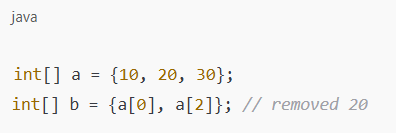 java
int[] a = {10, 20, 30};
int[] b = {a[0], a[2]}; // removed 20